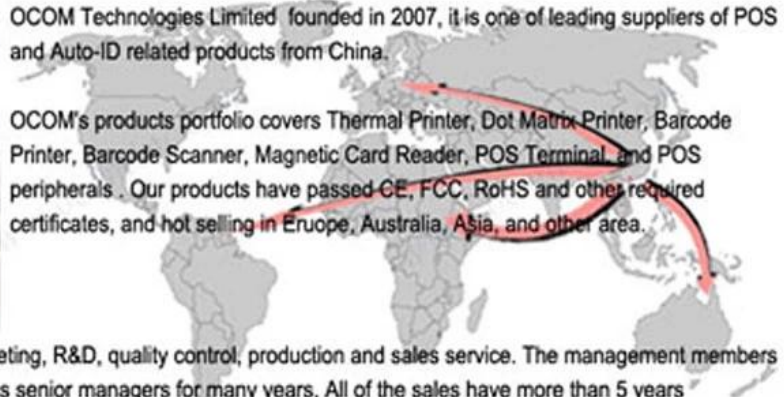 OCOM Technologies Limited founded in 2007, it is one of leading suppliers of POS
and Auto-ID related products from China.
OCOM's products portfolio covers Thermal Printer, Dot Matrix Printer, Barcode
Printer, Barcode Scanner, Magnetic Card Reader, POS Terminal, and POS
peripherals . Our products have passed CE, FCC, RoHS and other required
certificates, and hot selling in Eruope, Australia, Asia, and other area.
R&D, quality control, production and sales service. The management members
senior managers for many years. All of the sales have more than 5 years